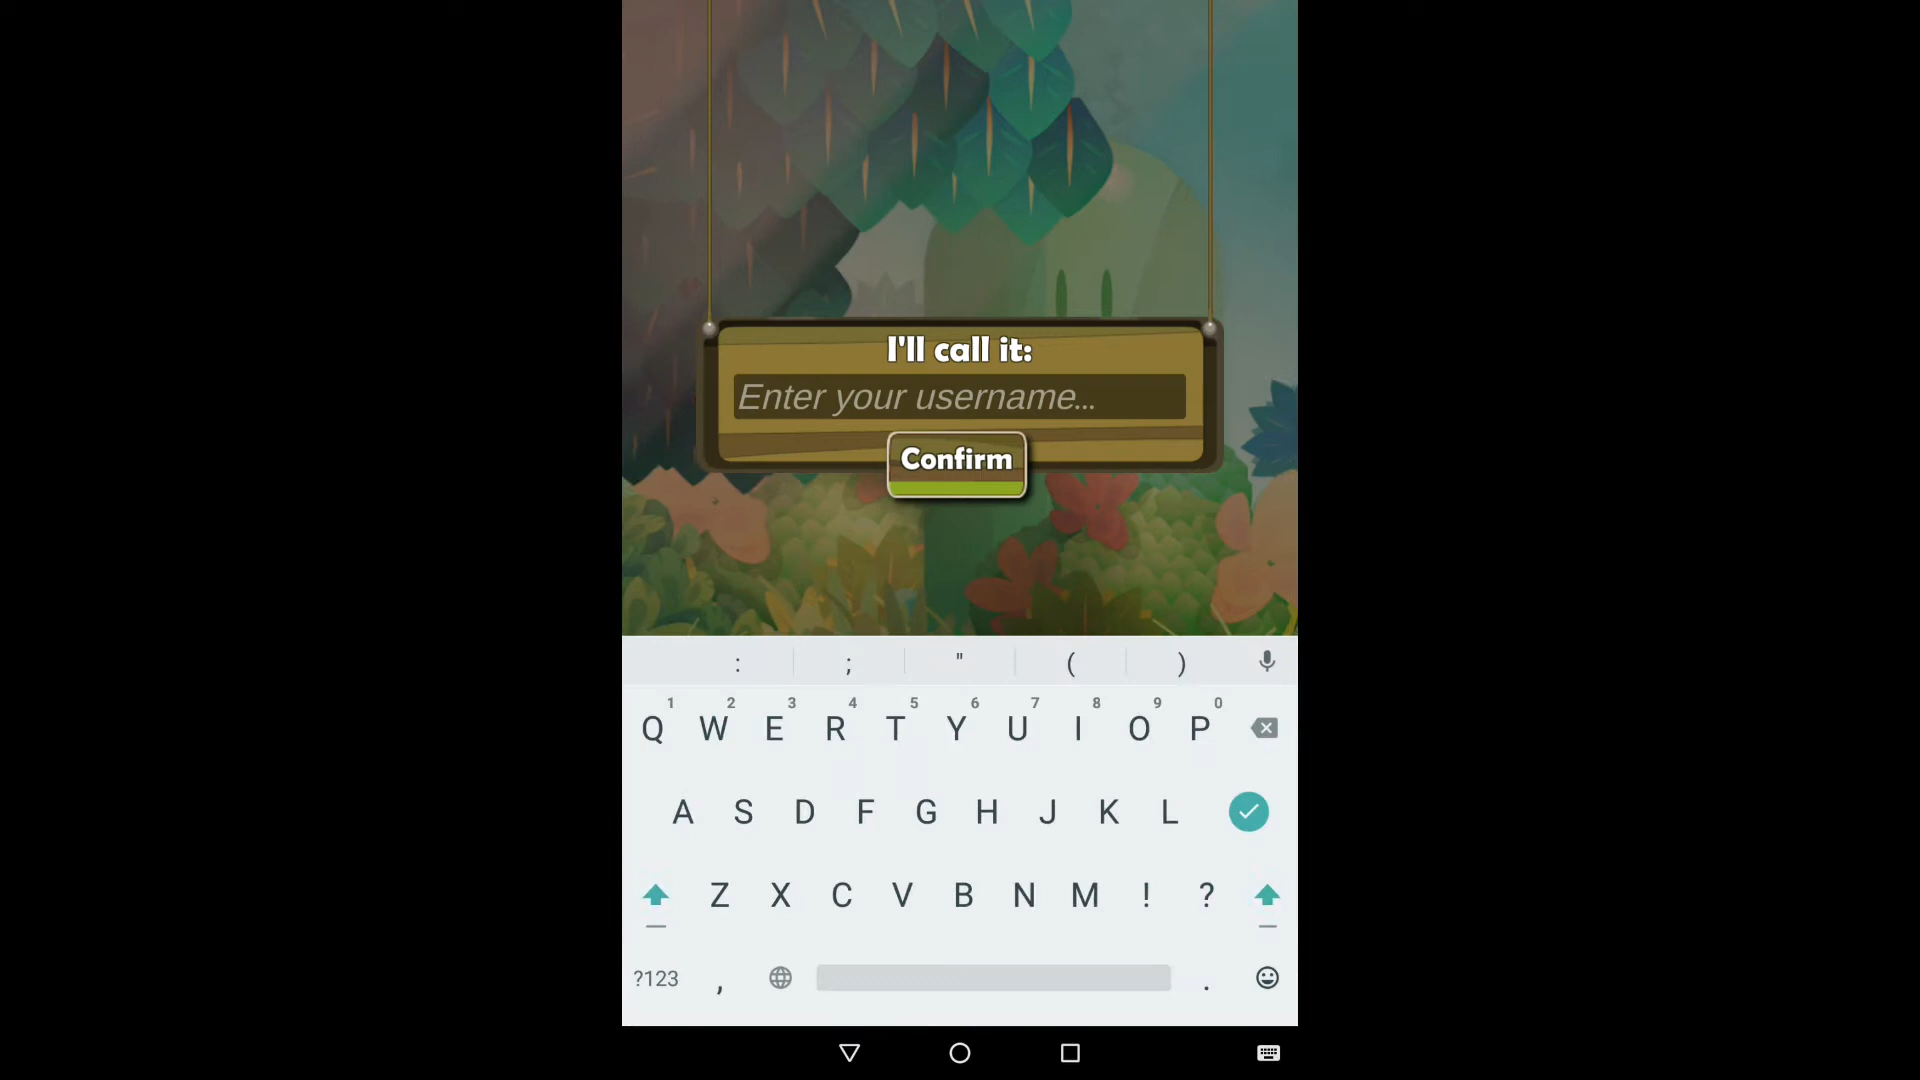 I'll call it:
Enter your username...
Confirm
: ; " ( )
1 2 3 4 5 6 7 8 9 0
Q W E R T Y U I O P
A S D F G H J K L
Z X C V B N M ! ?
?123 , .